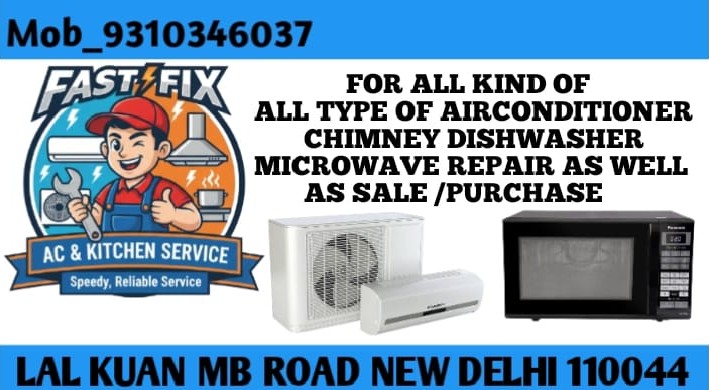 Mob_9310346037
FAST FIX
AC & KITCHEN SERVICE
Speedy, Reliable Service
FOR ALL KIND OF
ALL TYPE OF AIRCONDITIONER
CHIMNEY DISHWASHER
MICROWAVE REPAIR AS WELL
AS SALE /PURCHASE
Panasonic
LAL KUAN MB ROAD NEW DELHI 110044